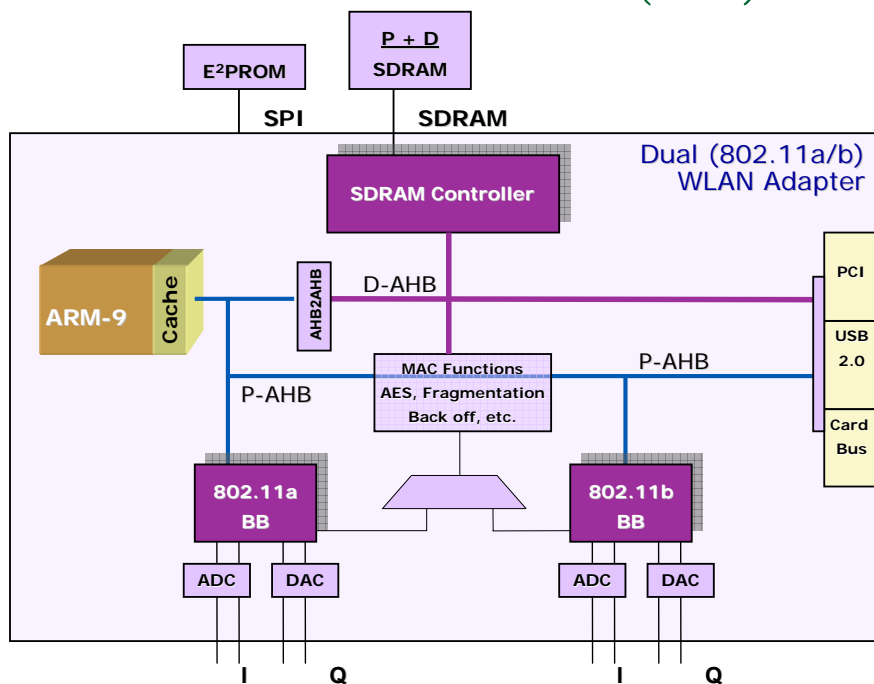 P + D
SDRAM
E²PROM
SPI
SDRAM
Dual (802.11a/b)
WLAN Adapter
SDRAM Controller
PCI
USB
2.0
Card
Bus
ARM-9
Cache
AHB2AHB
D-AHB
P-AHB
MAC Functions
AES, Fragmentation
Back off, etc.
P-AHB
802.11a
BB
802.11b
BB
ADC
DAC
ADC
DAC
I
Q
I
Q